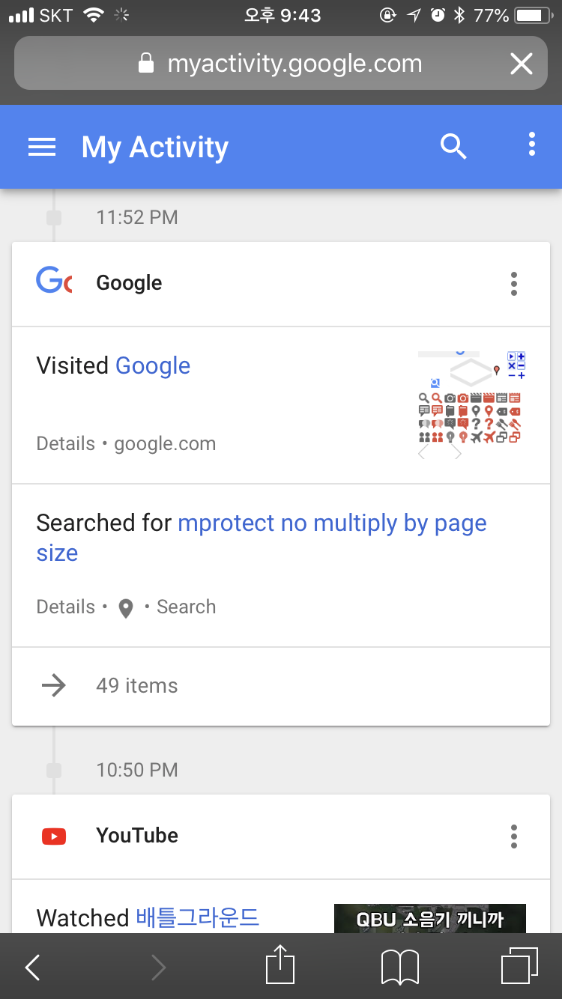 SKT 오후 9:43 77%
myactivity.google.com
My Activity
11:52 PM
Google
Visited Google
Details • google.com
Searched for mprotect no multiply by page
size
Details • • Search
49 items
10:50 PM
YouTube
Watched 배틀그라운드
QBU 소음기 끼니까